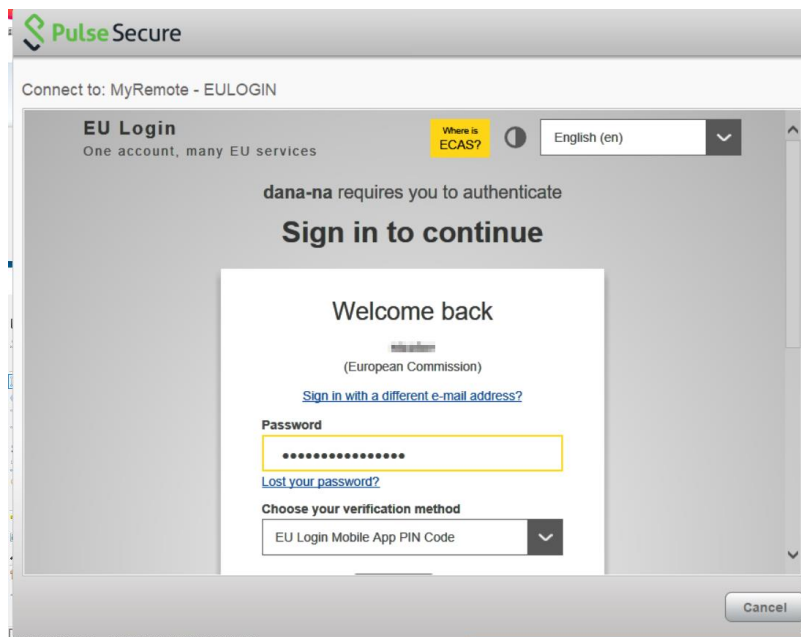 Pulse Secure
Connect to: MyRemote - EULOGIN
EU Login
One account, many EU services
Where is
ECAS?
English (en)
dana-na requires you to authenticate
Sign in to continue
Welcome back
(European Commission)
Sign in with a different e-mail address?
Password
Lost your password?
Choose your verification method
EU Login Mobile App PIN Code
Cancel